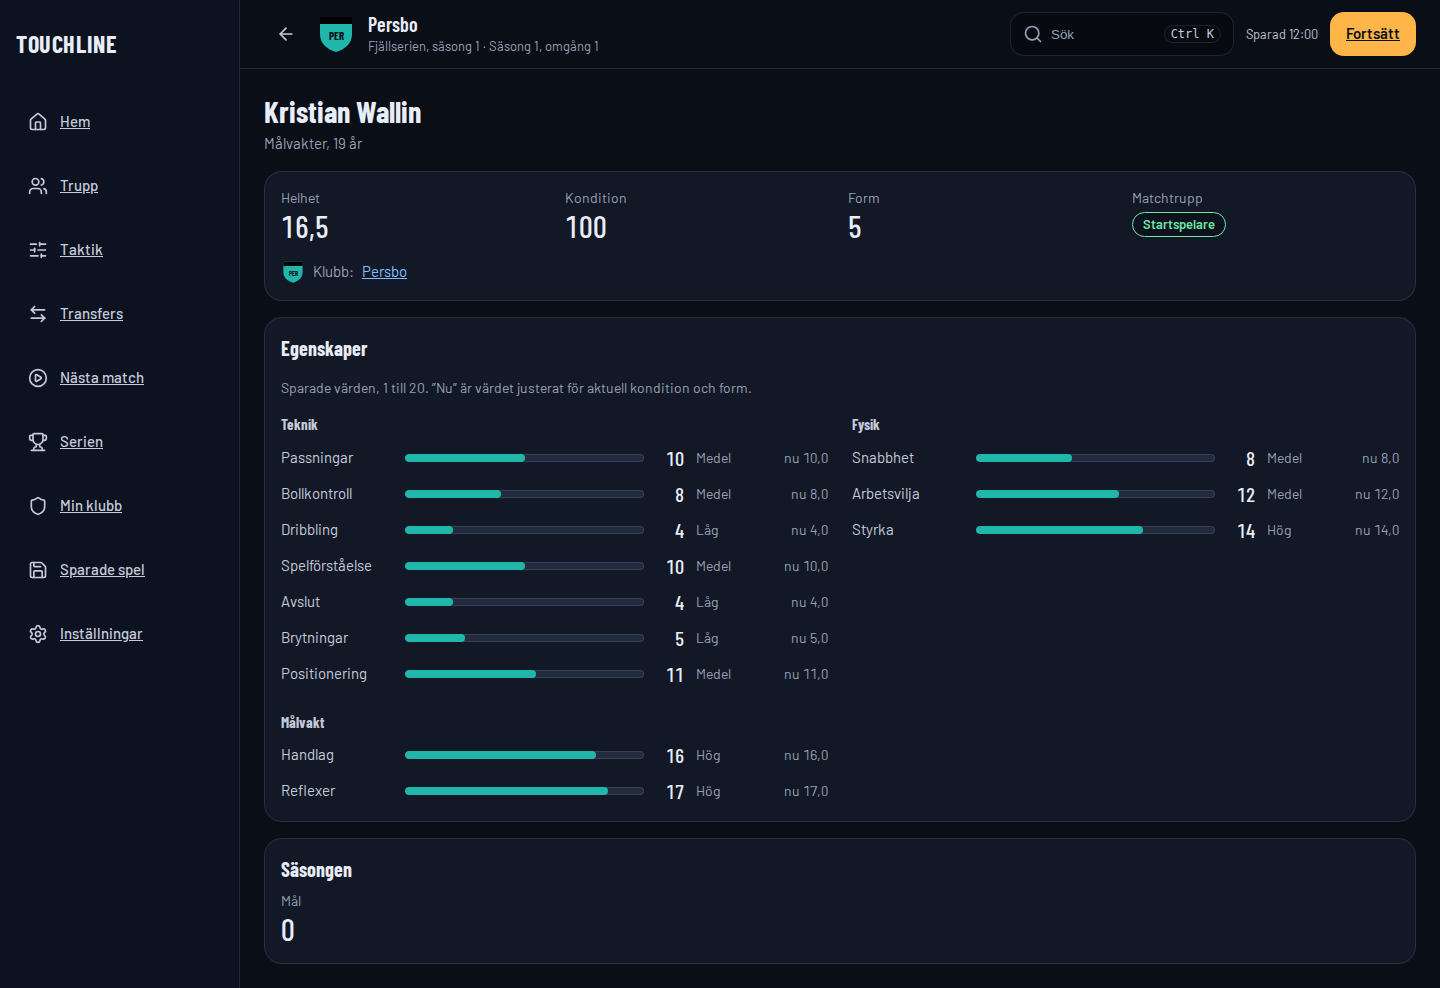 TOUCHLINE
Hem
Trupp
Taktik
Transfers
Nästa match
Serien
Min klubb
Sparade spel
Inställningar
PER
Persbo
Fjällserien, säsong 1 · Säsong 1, omgång 1
Sök
Ctrl K
Sparad 12:00
Fortsätt
Kristian Wallin
Målvakter, 19 år
Helhet
16,5
Kondition
100
Form
5
Matchtrupp
Startspelare
PER
Klubb: Persbo
Egenskaper
Sparade värden, 1 till 20. ”Nu” är värdet justerat för aktuell kondition och form.
Teknik
Passningar 10 Medel nu 10,0
Bollkontroll 8 Medel nu 8,0
Dribbling 4 Låg nu 4,0
Spelförståelse 10 Medel nu 10,0
Avslut 4 Låg nu 4,0
Brytningar 5 Låg nu 5,0
Positionering 11 Medel nu 11,0
Fysik
Snabbhet 8 Medel nu 8,0
Arbetsvilja 12 Medel nu 12,0
Styrka 14 Hög nu 14,0
Målvakt
Handlag 16 Hög nu 16,0
Reflexer 17 Hög nu 17,0
Säsongen
Mål
0